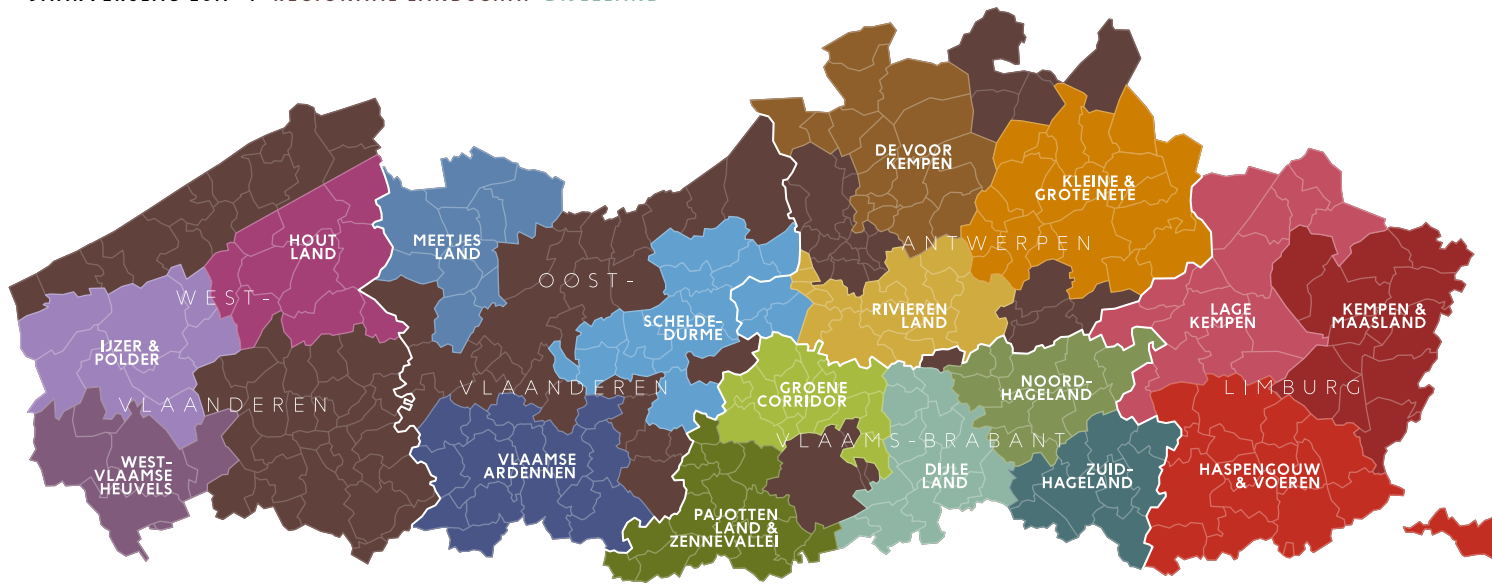 DE VOOR
KEMPEN
KLEINE &
GROTE NETE
HOUT
LAND
MEETJES
LAND
ANTWERPEN
OOST-
WEST-
SCHELDE-
DURME
RIVIEREN
LAND
LAGE
KEMPEN
KEMPEN &
MAASLAND
IJZER &
POLDER
VLAANDEREN
GROENE
CORRIDOR
NOORD-
HAGELAND
LIMBURG
VLAANDEREN
VLAAMS-BRABANT
WEST-
VLAAMSE
HEUVELS
VLAAMSE
ARDENNEN
DIJLE
LAND
ZUID-
HAGELAND
HASPENGOUW
& VOEREN
PAJOTTEN
LAND &
ZENNEVALLEI